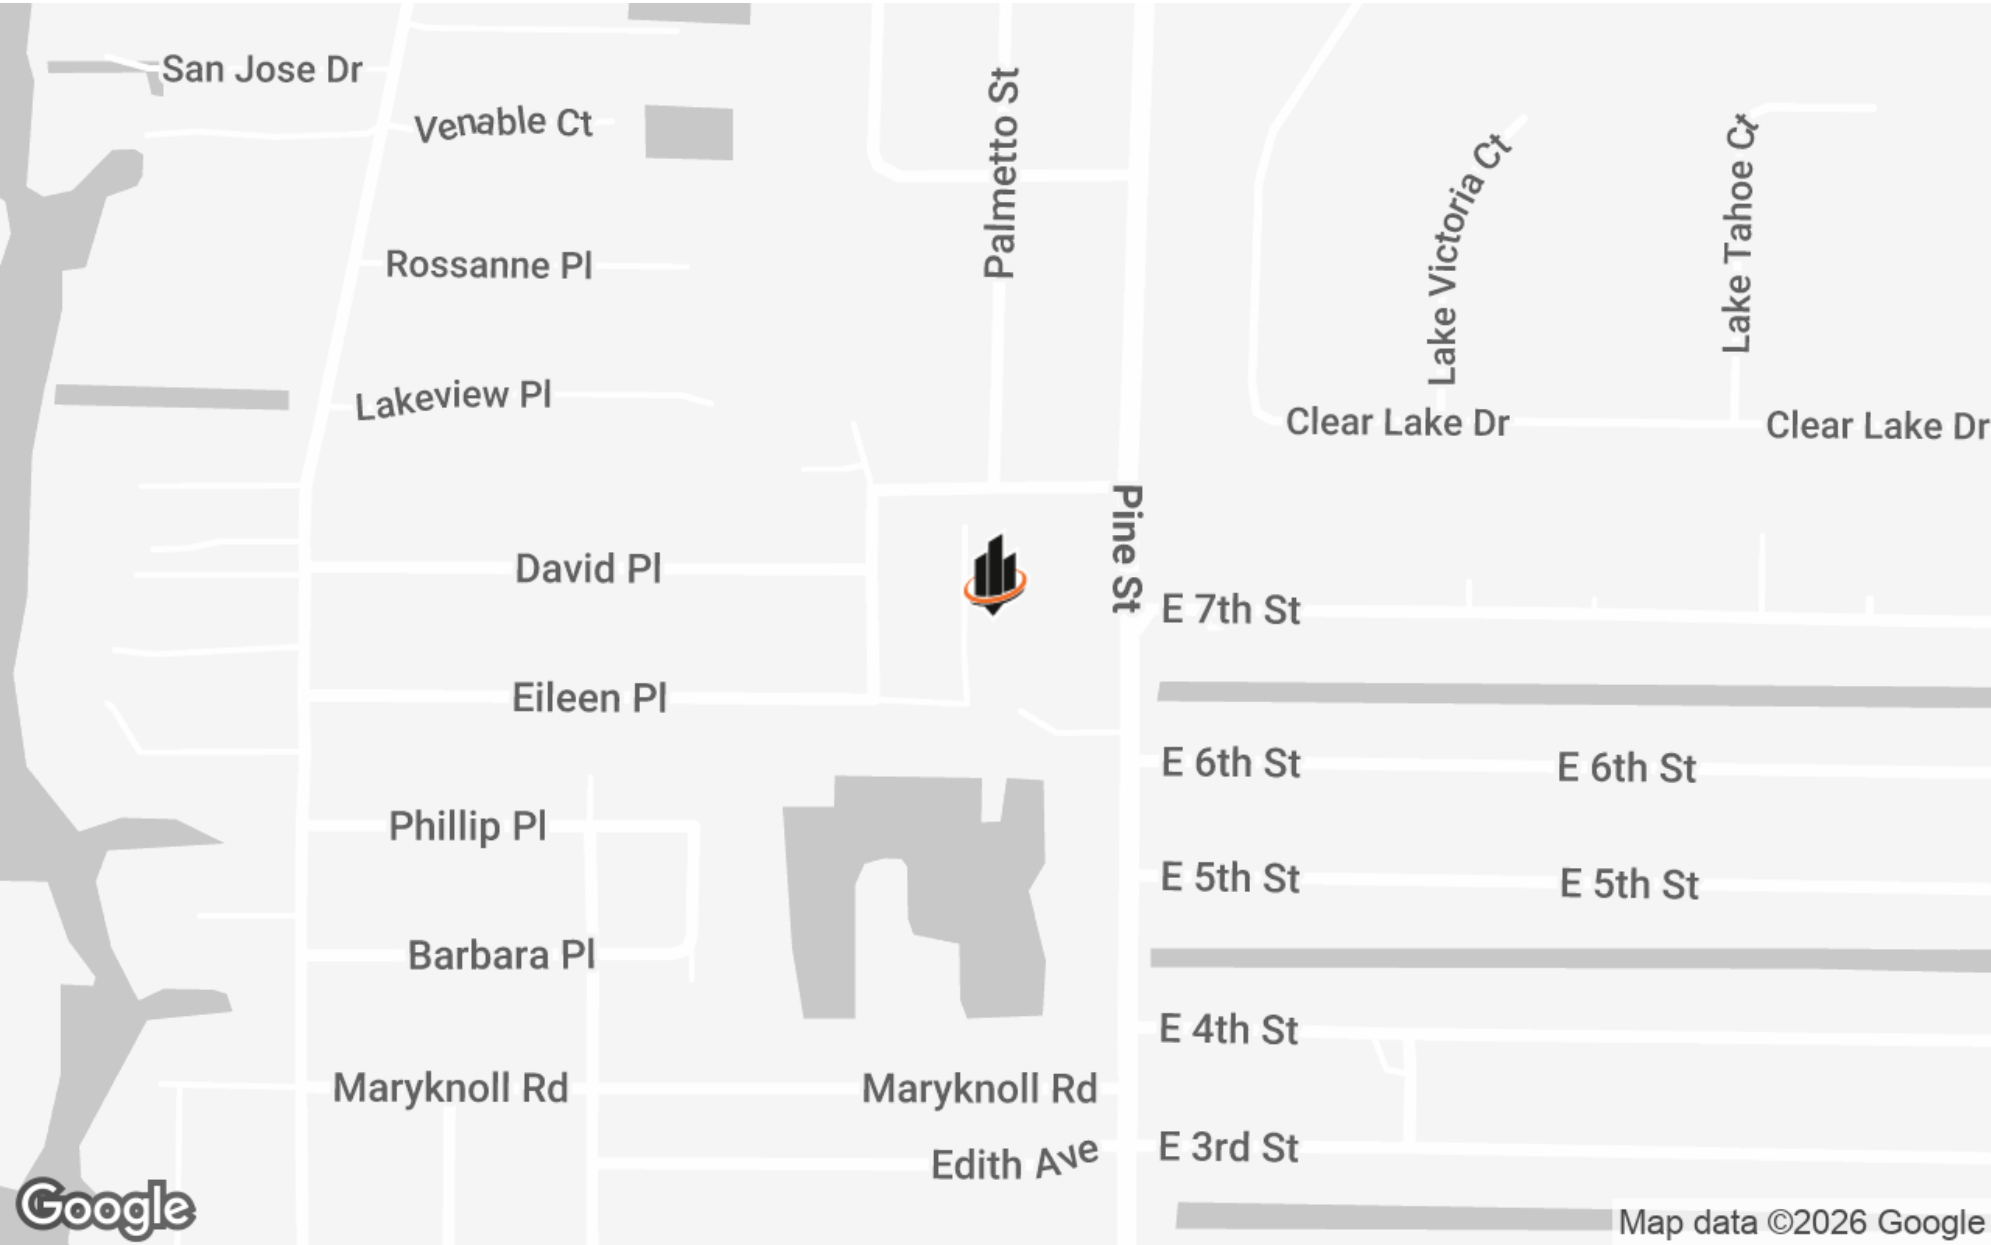 San Jose Dr
Venable Ct
Palmetto St
Lake Victoria Ct
Lake Tahoe Ct
Rossanne Pl
Lakeview Pl
Clear Lake Dr
Clear Lake Dr
Pine St
David Pl
E 7th St
Eileen Pl
E 6th St
E 6th St
Phillip Pl
E 5th St
E 5th St
Barbara Pl
E 4th St
Maryknoll Rd
Maryknoll Rd
Edith Ave
E 3rd St
Google
Map data ©2026 Google